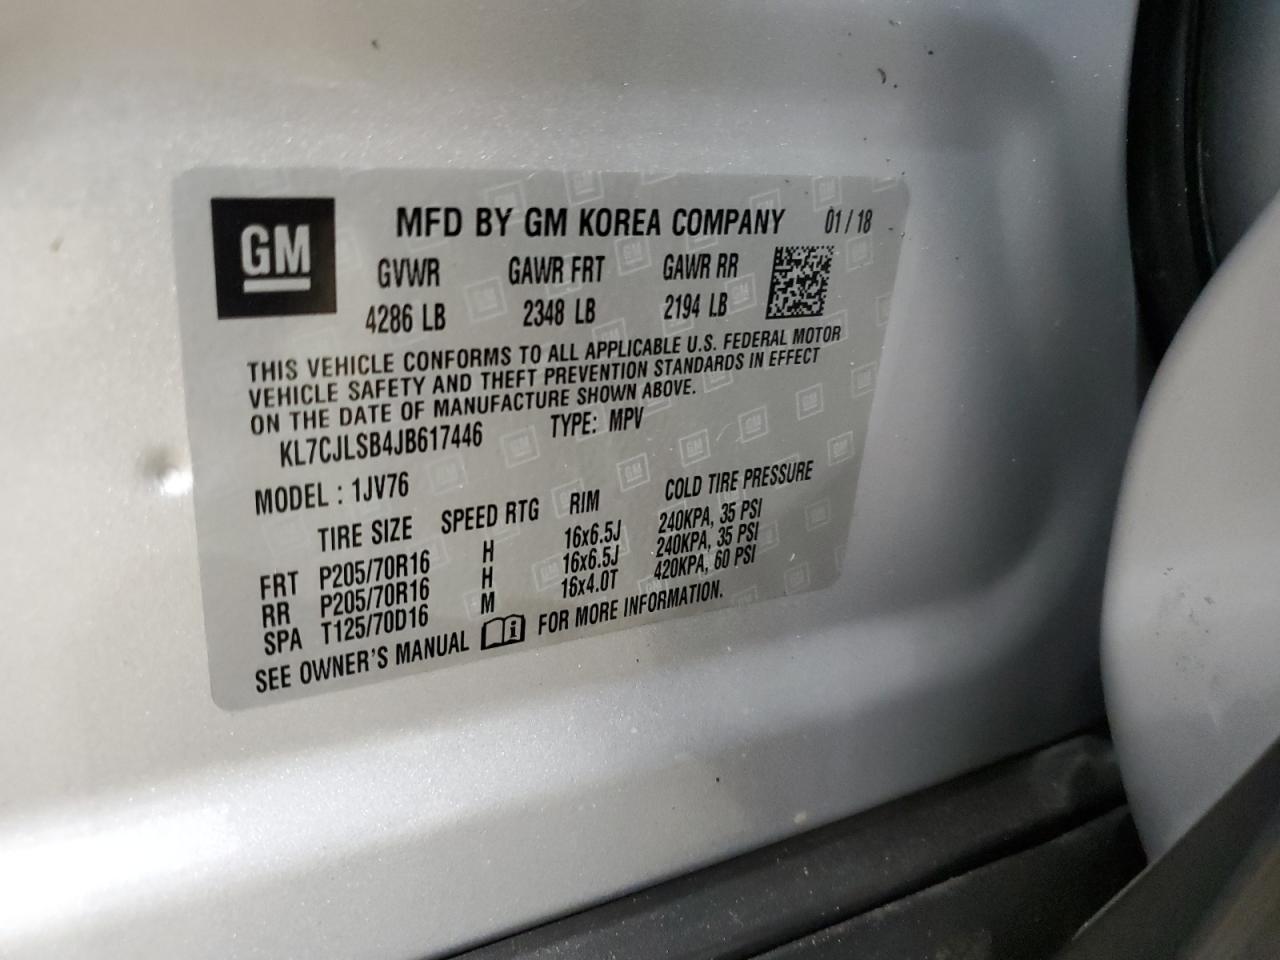 GM
MFD BY GM KOREA COMPANY 01 / 18
GVWR GAWR FRT GAWR RR
4286 LB 2348 LB 2194 LB
THIS VEHICLE CONFORMS TO ALL APPLICABLE U.S. FEDERAL MOTOR
VEHICLE SAFETY AND THEFT PREVENTION STANDARDS IN EFFECT
ON THE DATE OF MANUFACTURE SHOWN ABOVE.
KL7CJLSB4JB617446 TYPE: MPV
MODEL : 1JV76
TIRE SIZE SPEED RTG RIM COLD TIRE PRESSURE
FRT P205/70R16 H 16x6.5J 240KPA, 35 PSI
RR P205/70R16 H 16x6.5J 240KPA, 35 PSI
SPA T125/70D16 M 16x4.0T 420KPA, 60 PSI
SEE OWNER'S MANUAL i FOR MORE INFORMATION.